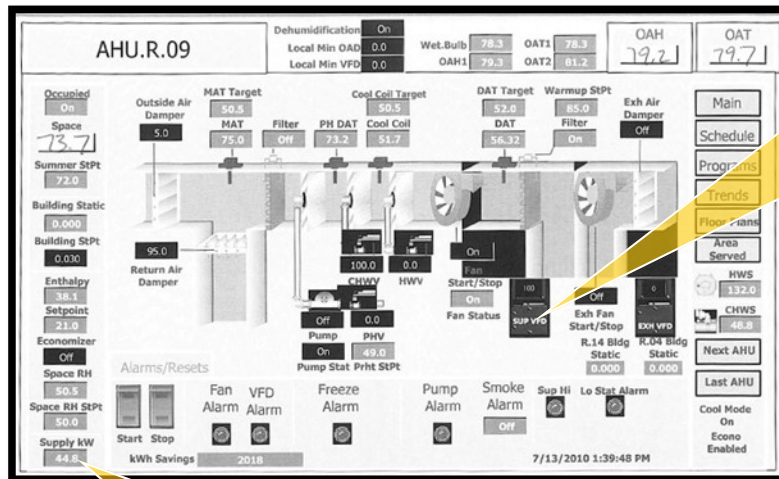 AHU.R.09
Dehumidification On
Local Min OAD 0.0
Local Min VFD 0.0
Wet.Bulb 78.3 OAT1 78.3
OAH1 79.3 OAT2 81.2
OAH
79.2
OAT
79.7
Occupied
On
Space
73.7
Summer StPt
72.0
Building Static
0.000
Building StPt
0.030
Enthalpy
38.1
Setpoint
21.0
Economizer
Off
Space RH
50.5
Space RH StPt
50.0
Supply kW
44.8
Outside Air
Damper
5.0
MAT Target
50.5
MAT
75.0
Filter
Off
PH DAT
73.2
Cool Coil Target
50.5
Cool Coil
51.7
DAT Target
52.0
DAT
56.32
Warmup StPt
85.0
Filter
On
Exh Air
Damper
Off
95.0
Return Air
Damper
100.0
CHWV
0.0
HWV
On
Fan
Start/Stop
On
Fan Status
100
SUP VFD
Off
Exh Fan
Start/Stop
0
EXH VFD
R.14 Bldg
Static
0.000
R.04 Bldg
Static
0.000
Off
Pump
On
Pump Stat
0.0
PHV
49.0
Prht StPt
Main
Schedule
Programs
Trends
Floor Plans
Area
Served
HWS
132.0
CHWS
48.8
Next AHU
Last AHU
Cool Mode
On
Econo
Enabled
Alarms/Resets
Start Stop
Fan
Alarm
VFD
Alarm
Freeze
Alarm
Pump
Alarm
Smoke
Alarm
Off
Sup Hi
Lo Stat Alarm
kWh Savings 2018
7/13/2010 1:39:48 PM